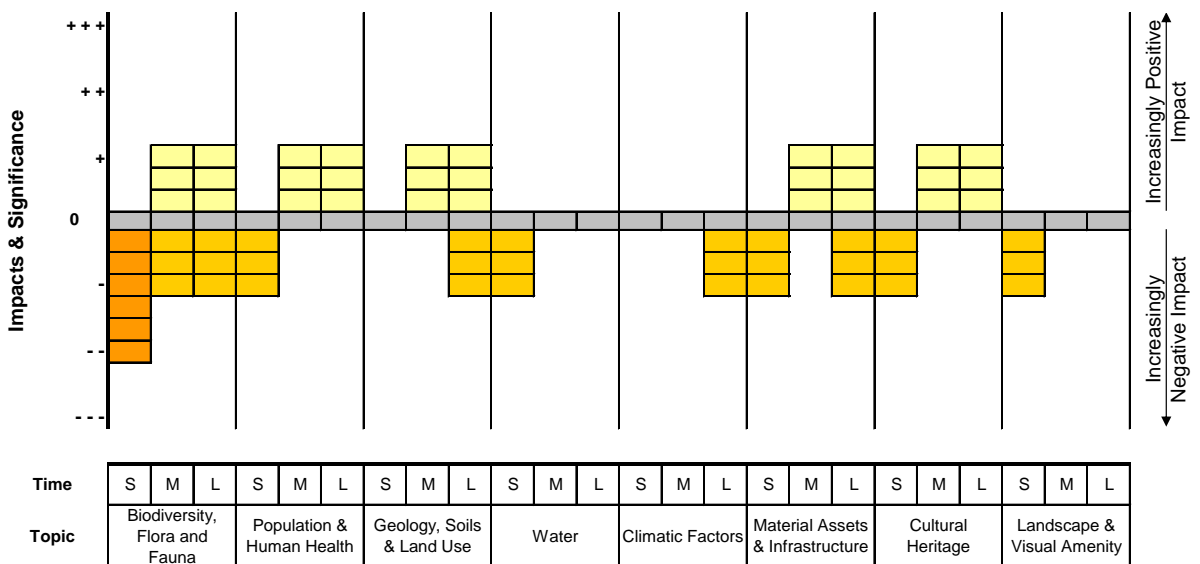 Impacts & Significance
+ + +
+ +
+
0
-
- -
- - -
Increasingly Positive
Impact
Increasingly
Negative Impact
Time S M L S M L S M L S M L S M L S M L S M L S M L
Topic
Biodiversity,
Flora and
Fauna
Population &
Human Health
Geology, Soils
& Land Use
Water
Climatic Factors
Material Assets
& Infrastructure
Cultural
Heritage
Landscape &
Visual Amenity